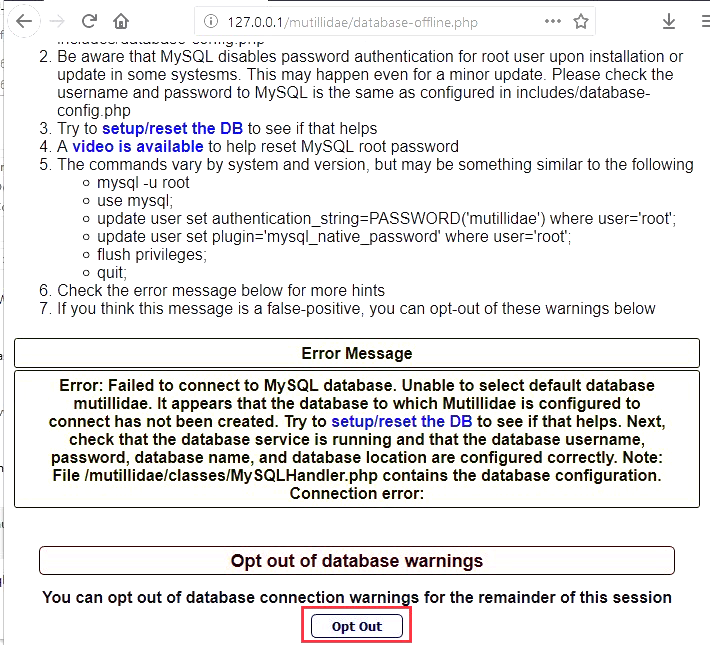 127.0.0.1/mutillidae/database-offline.php
includes/database-config.php
2. Be aware that MySQL disables password authentication for root user upon installation or
update in some systesms. This may happen even for a minor update. Please check the
username and password to MySQL is the same as configured in includes/database-
config.php
3. Try to setup/reset the DB to see if that helps
4. A video is available to help reset MySQL root password
5. The commands vary by system and version, but may be something similar to the following
mysql -u root
use mysql;
update user set authentication_string=PASSWORD('mutillidae') where user='root';
update user set plugin='mysql_native_password' where user='root';
flush privileges;
quit;
6. Check the error message below for more hints
7. If you think this message is a false-positive, you can opt-out of these warnings below
Error Message
Error: Failed to connect to MySQL database. Unable to select default database
mutillidae. It appears that the database to which Mutillidae is configured to
connect has not been created. Try to setup/reset the DB to see if that helps. Next,
check that the database service is running and that the database username,
password, database name, and database location are configured correctly. Note:
File /mutillidae/classes/MySQLHandler.php contains the database configuration.
Connection error:
Opt out of database warnings
You can opt out of database connection warnings for the remainder of this session
Opt Out